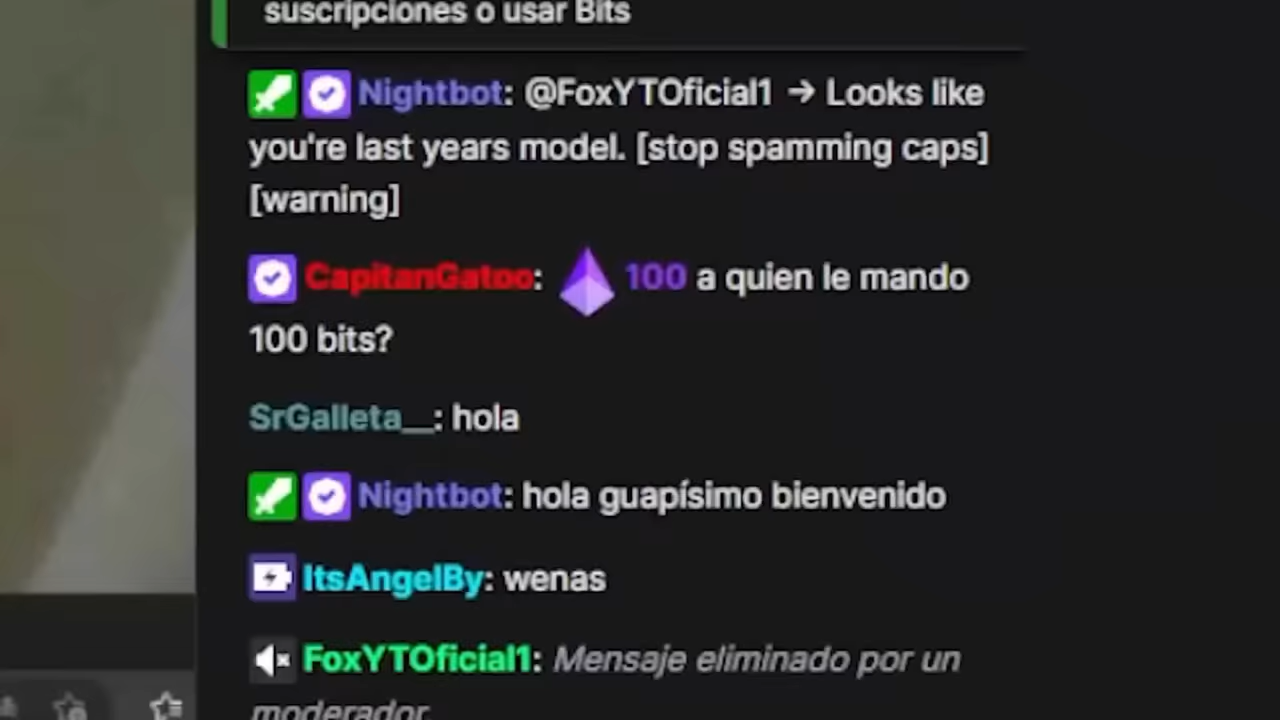 suscripciones o usar Bits
Nightbot: @FoxYTOficial1 → Looks like
you're last years model. [stop spamming caps]
[warning]
CapitanGatoo: 100 a quien le mando
100 bits?
SrGalleta__: hola
Nightbot: hola guapísimo bienvenido
ItsAngelBy: wenas
FoxYTOficial1: Mensaje eliminado por un
moderador.